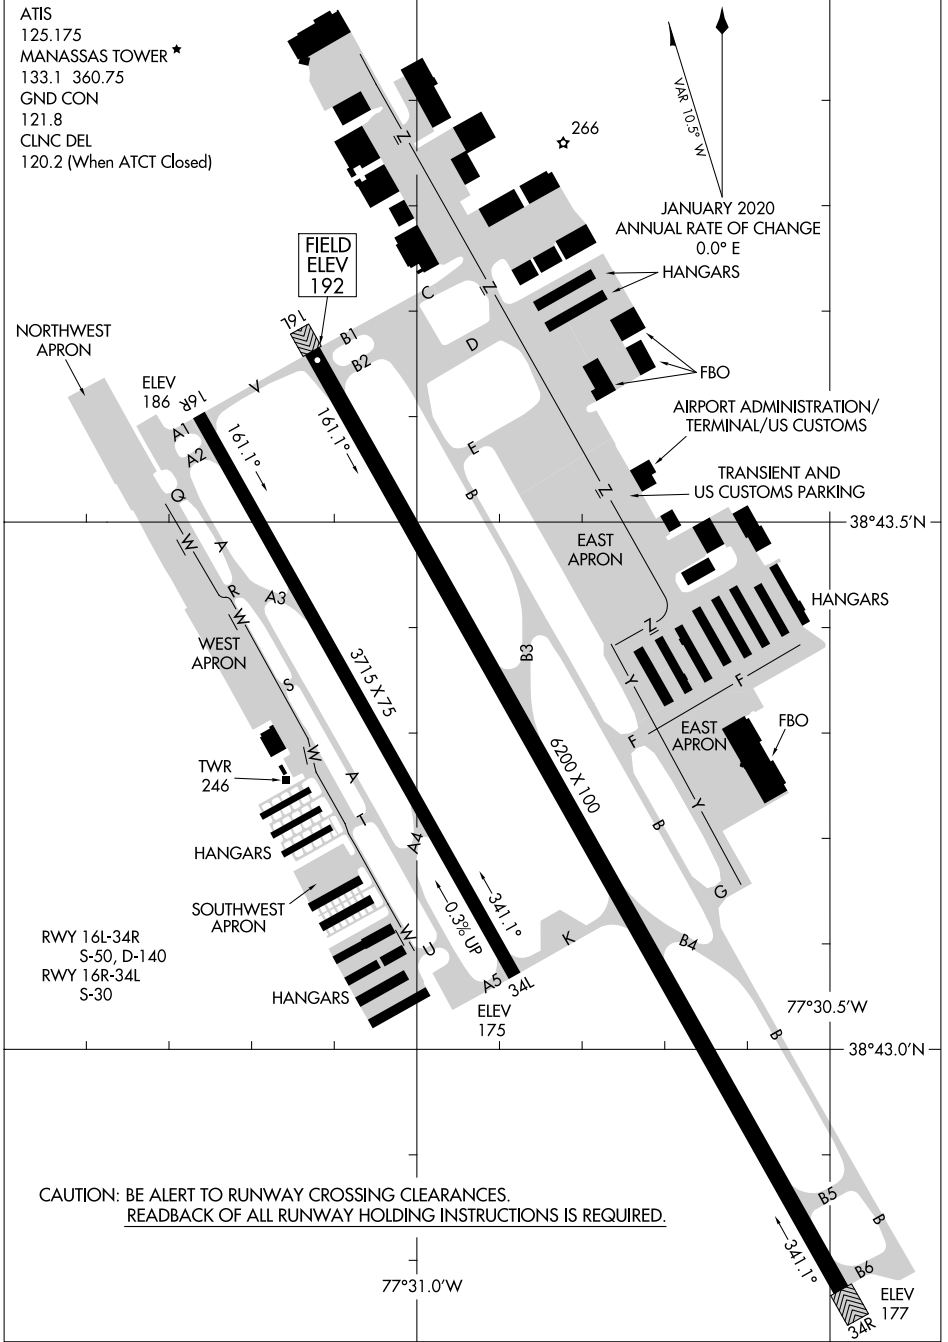 ATIS
125.175
MANASSAS TOWER ★
133.1 360.75
GND CON
121.8
CLNC DEL
120.2 (When ATCT Closed)
266
VAR 10.5° W
JANUARY 2020
ANNUAL RATE OF CHANGE
0.0° E
FIELD
ELEV
192
Z
C
Z
HANGARS
16L
B1
D
B2
FBO
NORTHWEST
APRON
ELEV
186
16R
V
A1
A2
161.1°
161.1°
E
AIRPORT ADMINISTRATION/
TERMINAL/US CUSTOMS
TRANSIENT AND
US CUSTOMS PARKING
Z
B
Q
38°43.5'N
W
A
EAST
APRON
R
A3
W
HANGARS
Z
WEST
APRON
B3
3715 X 75
S
Y
F
F
EAST
APRON
FBO
W
6200 X 100
TWR
246
A
Y
T
B
A4
HANGARS
G
SOUTHWEST
APRON
0.3% UP
341.1°
W
U
K
B4
RWY 16L-34R
S-50, D-140
RWY 16R-34L
S-30
HANGARS
A5
34L
ELEV
175
77°30.5'W
B
38°43.0'N
CAUTION: BE ALERT TO RUNWAY CROSSING CLEARANCES.
READBACK OF ALL RUNWAY HOLDING INSTRUCTIONS IS REQUIRED.
B5
B
341.1°
B6
77°31.0'W
ELEV
177
34R